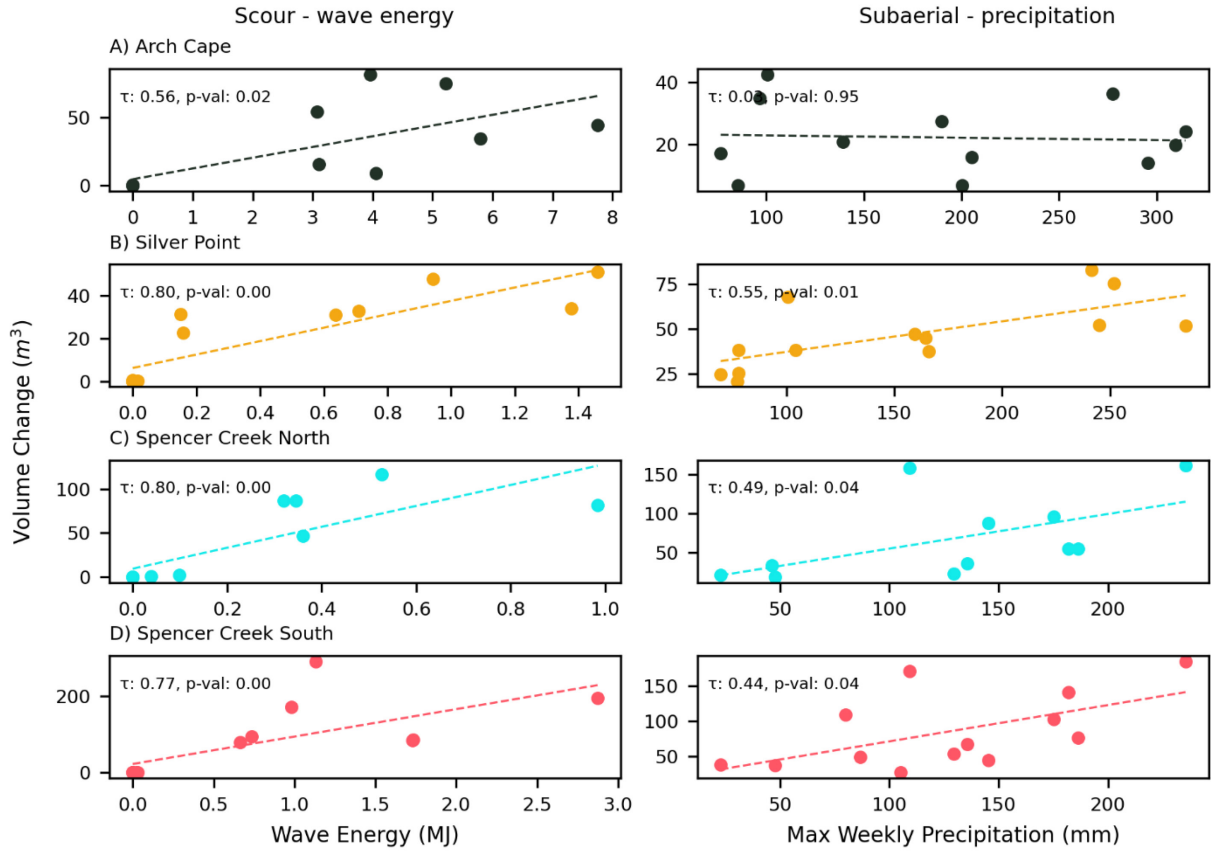 Scour - wave energy
Subaerial - precipitation
A) Arch Cape
τ: 0.56, p-val: 0.02
50
0
0 1 2 3 4 5 6 7 8
τ: 0.03, p-val: 0.95
40
20
100 150 200 250 300
B) Silver Point
τ: 0.80, p-val: 0.00
40
20
0
0.0 0.2 0.4 0.6 0.8 1.0 1.2 1.4
τ: 0.55, p-val: 0.01
75
50
25
100 150 200 250
C) Spencer Creek North
τ: 0.80, p-val: 0.00
100
50
0
0.0 0.2 0.4 0.6 0.8 1.0
τ: 0.49, p-val: 0.04
150
100
50
50 100 150 200
D) Spencer Creek South
τ: 0.77, p-val: 0.00
200
0
0.0 0.5 1.0 1.5 2.0 2.5 3.0
τ: 0.44, p-val: 0.04
150
100
50
50 100 150 200
Volume Change (m³)
Wave Energy (MJ)
Max Weekly Precipitation (mm)